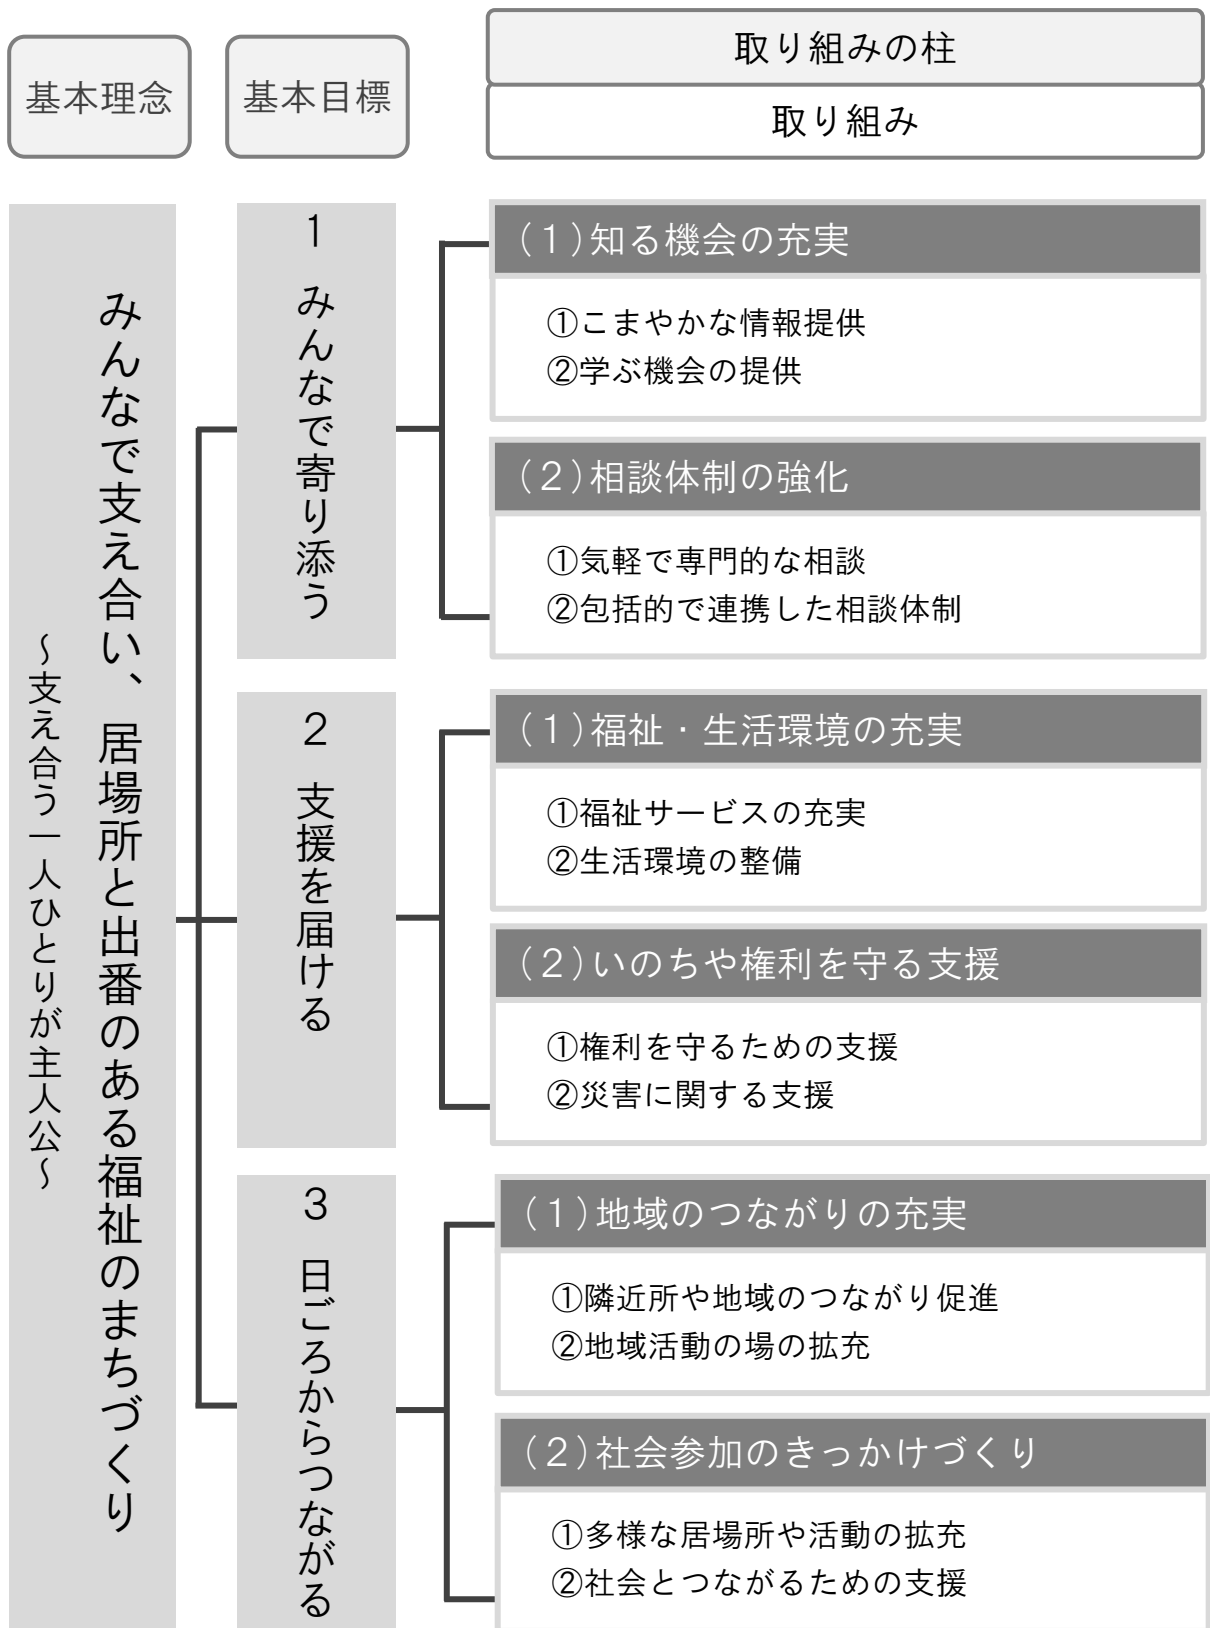 基本理念
基本目標
取り組みの柱
取り組み
みんなで支え合い、居場所と出番のある福祉のまちづくり
～支え合う一人ひとりが主人公～
1 みんなで寄り添う
(1)知る機会の充実
①こまやかな情報提供
②学ぶ機会の提供
(2)相談体制の強化
①気軽で専門的な相談
②包括的で連携した相談体制
2 支援を届ける
(1)福祉・生活環境の充実
①福祉サービスの充実
②生活環境の整備
(2)いのちや権利を守る支援
①権利を守るための支援
②災害に関する支援
3 日ごろからつながる
(1)地域のつながりの充実
①隣近所や地域のつながり促進
②地域活動の場の拡充
(2)社会参加のきっかけづくり
①多様な居場所や活動の拡充
②社会とつながるための支援